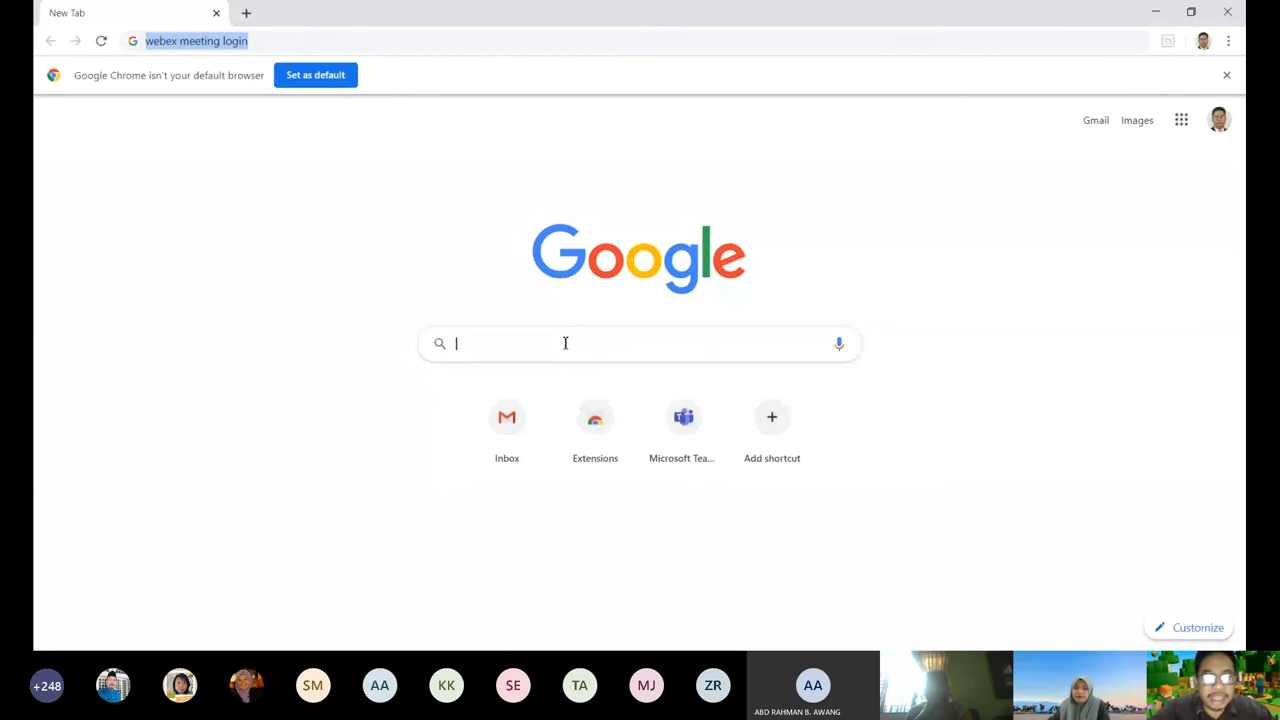 New Tab
webex meeting login
Google Chrome isn't your default browser
Set as default
Gmail
Images
Google
Inbox
Extensions
Microsoft Tea...
Add shortcut
Customize
+248
SM
AA
KK
SE
TA
MJ
ZR
AA
ABD RAHMAN B. AWANG